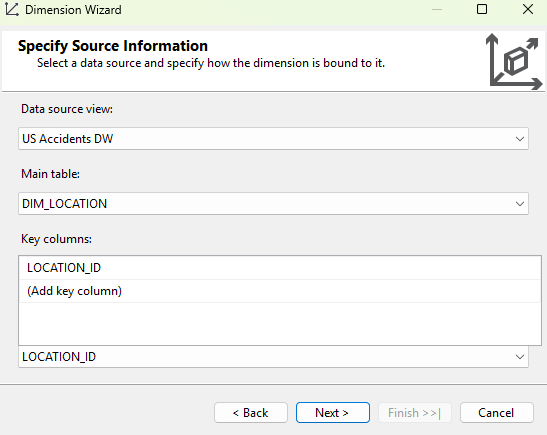 Dimension Wizard
Specify Source Information
Select a data source and specify how the dimension is bound to it.
Data source view:
US Accidents DW
Main table:
DIM_LOCATION
Key columns:
LOCATION_ID
(Add key column)
LOCATION_ID
< Back
Next >
Finish >>|
Cancel